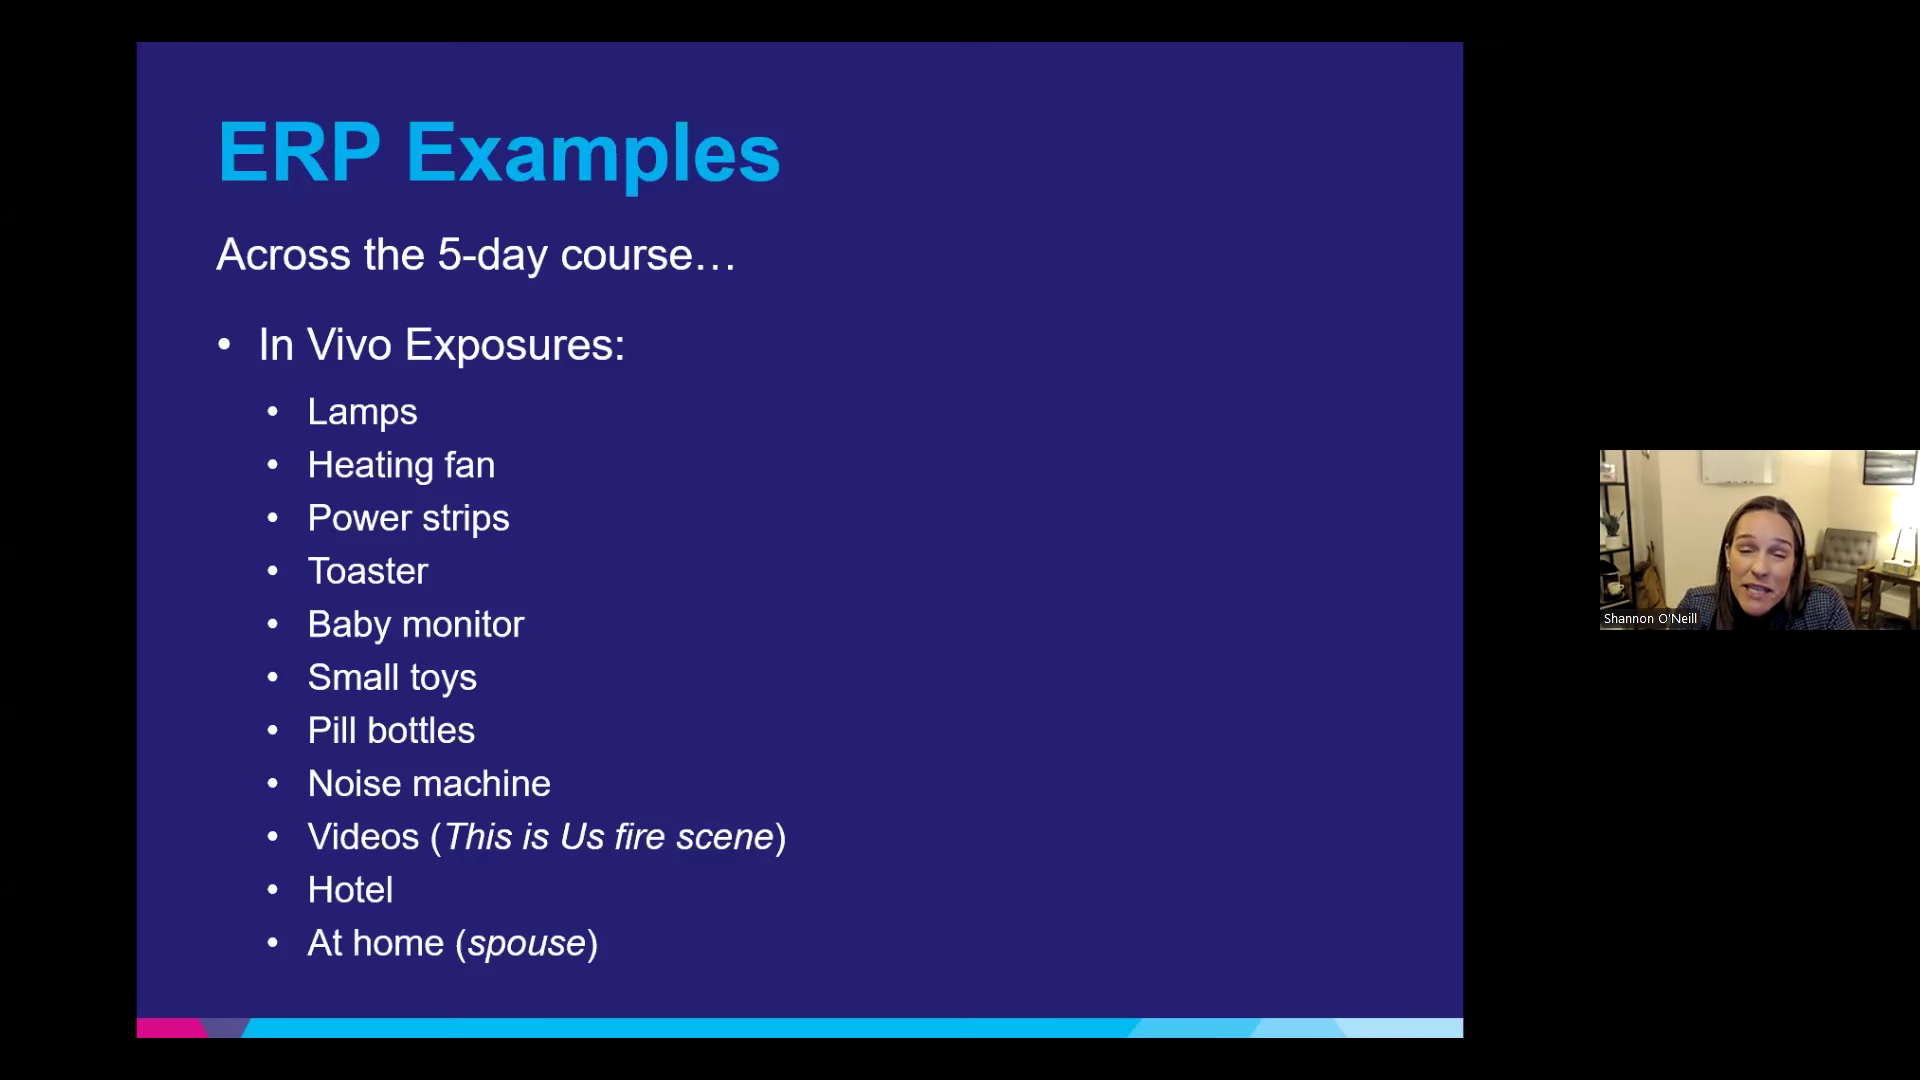 ERP Examples
Across the 5-day course…
• In Vivo Exposures:
• Lamps
• Heating fan
• Power strips
• Toaster
• Baby monitor
• Small toys
• Pill bottles
• Noise machine
• Videos (This is Us fire scene)
• Hotel
• At home (spouse)
Shannon O'Neill